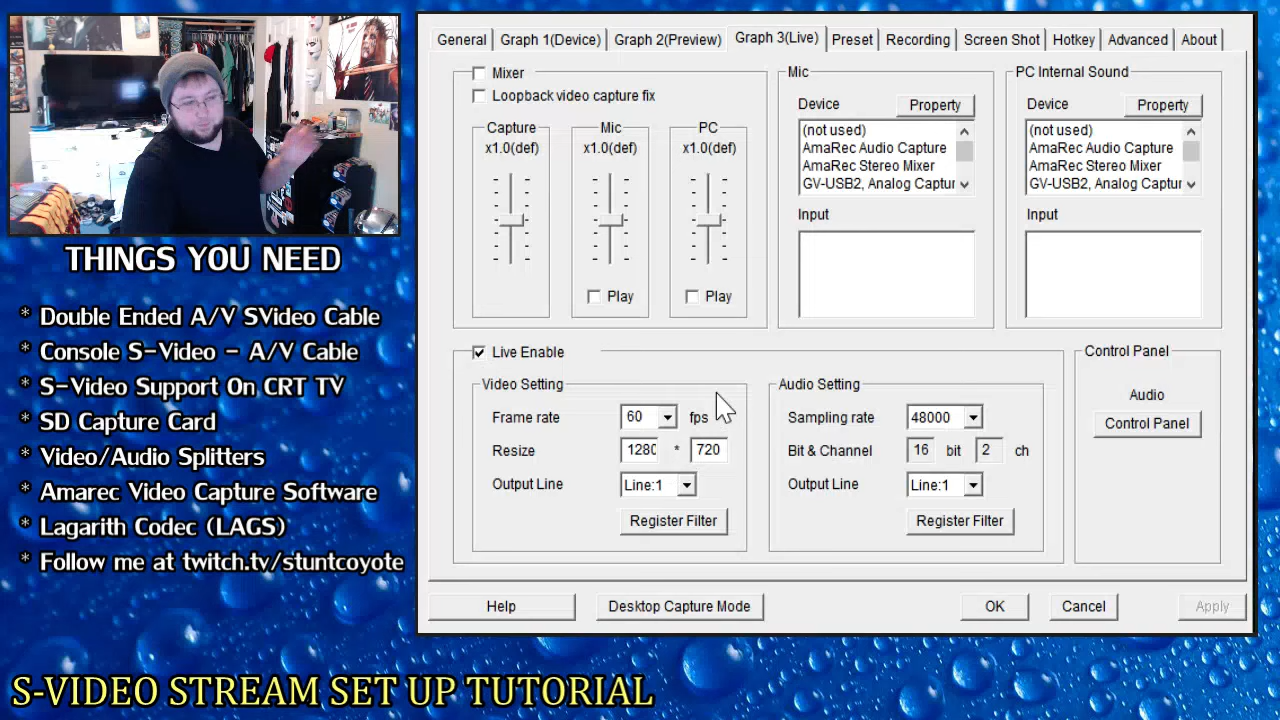 THINGS YOU NEED
* Double Ended A/V SVideo Cable
* Console S-Video - A/V Cable
* S-Video Support On CRT TV
* SD Capture Card
* Video/Audio Splitters
* Amarec Video Capture Software
* Lagarith Codec (LAGS)
* Follow me at twitch.tv/stuntcoyote
S-VIDEO STREAM SET UP TUTORIAL
General Graph 1(Device) Graph 2(Preview) Graph 3(Live) Preset Recording Screen Shot Hotkey Advanced About
Mixer
Loopback video capture fix
Capture Mic PC
x1.0(def) x1.0(def) x1.0(def)
Play Play
Mic
Device Property
(not used)
AmaRec Audio Capture
AmaRec Stereo Mixer
GV-USB2, Analog Captur
Input
PC Internal Sound
Device Property
(not used)
AmaRec Audio Capture
AmaRec Stereo Mixer
GV-USB2, Analog Captur
Input
Live Enable
Video Setting
Frame rate 60 fps
Resize 1280 * 720
Output Line Line:1
Register Filter
Audio Setting
Sampling rate 48000
Bit & Channel 16 bit 2 ch
Output Line Line:1
Register Filter
Control Panel
Audio
Control Panel
Help Desktop Capture Mode OK Cancel Apply